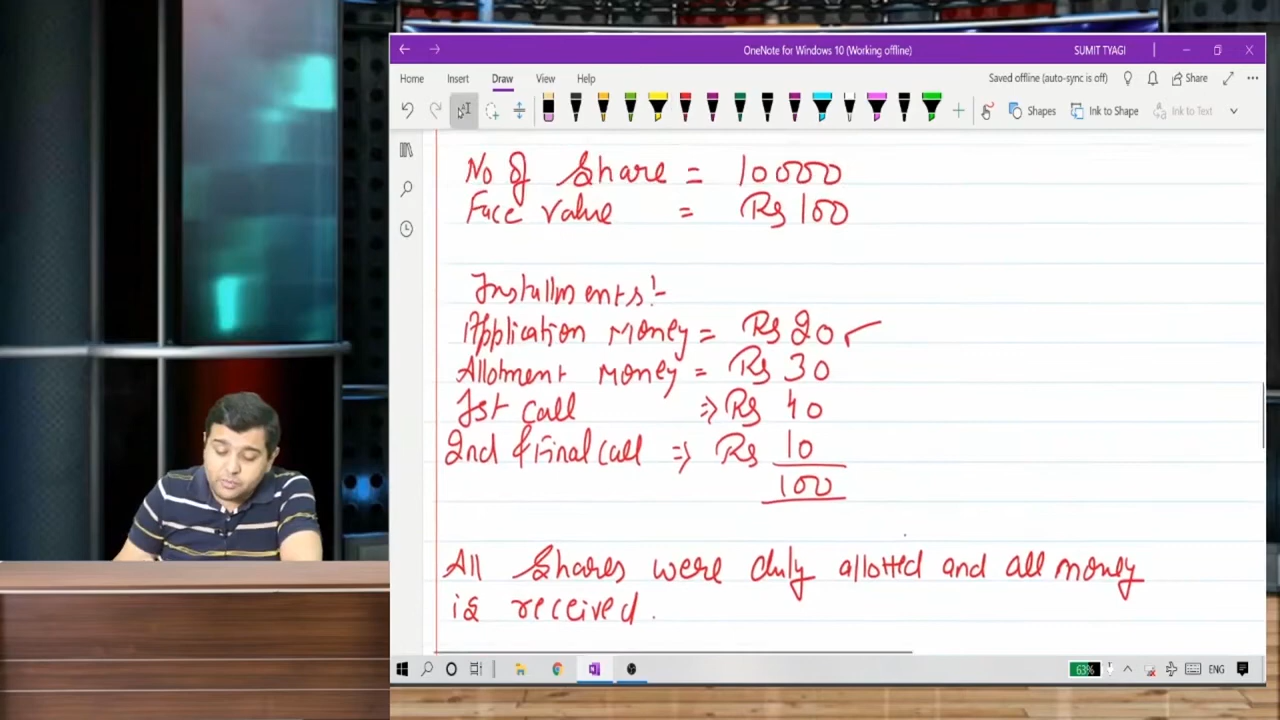 OneNote for Windows 10 (Working offline)
SUMIT TYAGI
Home Insert Draw View Help
Saved offline (auto-sync is off)
Share
Shapes
Ink to Shape
Ink to Text
No of Share = 10000
Face value = Rs 100
Installments:-
Application Money = Rs 20
Allotment Money = Rs 30
Ist Call ⇒ Rs 40
2nd & Final Call ⇒ Rs 10
100
All Shares were duly allotted and all money
is received.
63%
ENG